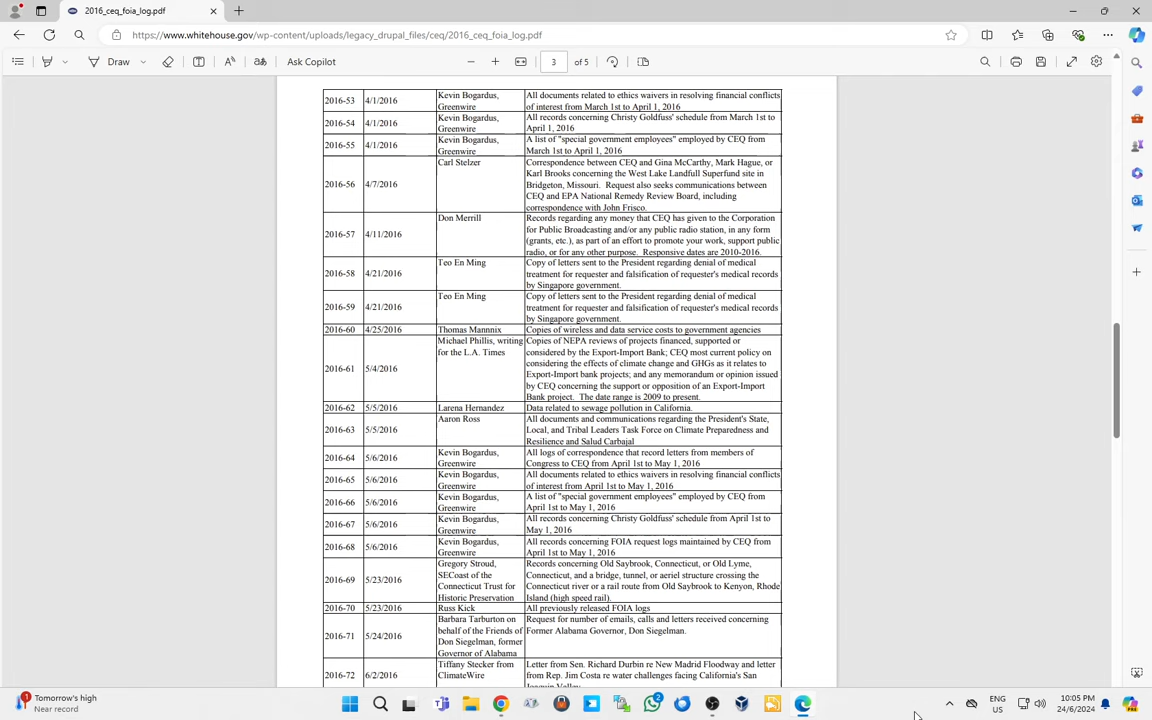 2016_ceq_foia_log.pdf
https://www.whitehouse.gov/wp-content/uploads/legacy_drupal_files/ceq/2016_ceq_foia_log.pdf
Draw
Ask Copilot
3 of 5
2016-53 4/1/2016 Kevin Bogardus, Greenwire All documents related to ethics waivers in resolving financial conflicts
of interest from March 1st to April 1, 2016
2016-54 4/1/2016 Kevin Bogardus, Greenwire All records concerning Christy Goldfuss' schedule from March 1st to
April 1, 2016
2016-55 4/1/2016 Kevin Bogardus, Greenwire A list of "special government employees" employed by CEQ from
March 1st to April 1, 2016
2016-56 4/7/2016 Carl Stelzer Correspondence between CEQ and Gina McCarthy, Mark Hague, or
Karl Brooks concerning the West Lake Landfill Superfund site in
Bridgeton, Missouri. Request also seeks communications between
CEQ and EPA National Remedy Review Board, including
correspondence with John Frisco.
2016-57 4/11/2016 Don Merrill Records regarding any money that CEQ has given to the Corporation
for Public Broadcasting and/or any public radio station, in any form
(grants, etc.), as part of an effort to promote your work, support public
radio, or for any other purpose. Responsive dates are 2010-2016.
2016-58 4/21/2016 Teo En Ming Copy of letters sent to the President regarding denial of medical
treatment for requester and falsification of requester's medical records
by Singapore government.
2016-59 4/21/2016 Teo En Ming Copy of letters sent to the President regarding denial of medical
treatment for requester and falsification of requester's medical records
by Singapore government.
2016-60 4/25/2016 Thomas Mannnix Copies of wireless and data service costs to government agencies
2016-61 5/4/2016 Michael Phillis, writing for the L.A. Times Copies of NEPA reviews of projects financed, supported or
considered by the Export-Import Bank; CEQ most current policy on
considering the effects of climate change and GHGs as it relates to
Export-Import bank projects; and any memorandum or opinion issued
by CEQ concerning the support or opposition of an Export-Import
Bank project. The date range is 2009 to present.
2016-62 5/5/2016 Larena Hernandez Data related to sewage pollution in California.
2016-63 5/5/2016 Aaron Ross All documents and communications regarding the President's State,
Local, and Tribal Leaders Task Force on Climate Preparedness and
Resilience and Salud Carbajal
2016-64 5/6/2016 Kevin Bogardus, Greenwire All logs of correspondence that record letters from members of
Congress to CEQ from April 1st to May 1, 2016
2016-65 5/6/2016 Kevin Bogardus, Greenwire All documents related to ethics waivers in resolving financial conflicts
of interest from April 1st to May 1, 2016
2016-66 5/6/2016 Kevin Bogardus, Greenwire A list of "special government employees" employed by CEQ from
April 1st to May 1, 2016
2016-67 5/6/2016 Kevin Bogardus, Greenwire All records concerning Christy Goldfuss' schedule from April 1st to
May 1, 2016
2016-68 5/6/2016 Kevin Bogardus, Greenwire All records concerning FOIA request logs maintained by CEQ from
April 1st to May 1, 2016
2016-69 5/23/2016 Gregory Stroud, SECoast of the Connecticut Trust for Historic Preservation Records concerning Old Saybrook, Connecticut, or Old Lyme,
Connecticut, and a bridge, tunnel, or aeriel structure crossing the
Connecticut river or a rail route from Old Saybrook to Kenyon, Rhode
Island (high speed rail).
2016-70 5/23/2016 Russ Kick All previously released FOIA logs
2016-71 5/24/2016 Barbara Tarburton on behalf of the Friends of Don Siegelman, former Governor of Alabama Request for number of emails, calls and letters received concerning
Former Alabama Governor, Don Siegelman.
2016-72 6/2/2016 Tiffany Stecker from ClimateWire Letter from Sen. Richard Durbin re New Madrid Floodway and letter
from Rep. Jim Costa re water challenges facing California's San
Joaquin Valley
1
Tomorrow's high
Near record
2
ENG
US
10:05 PM
24/6/2024